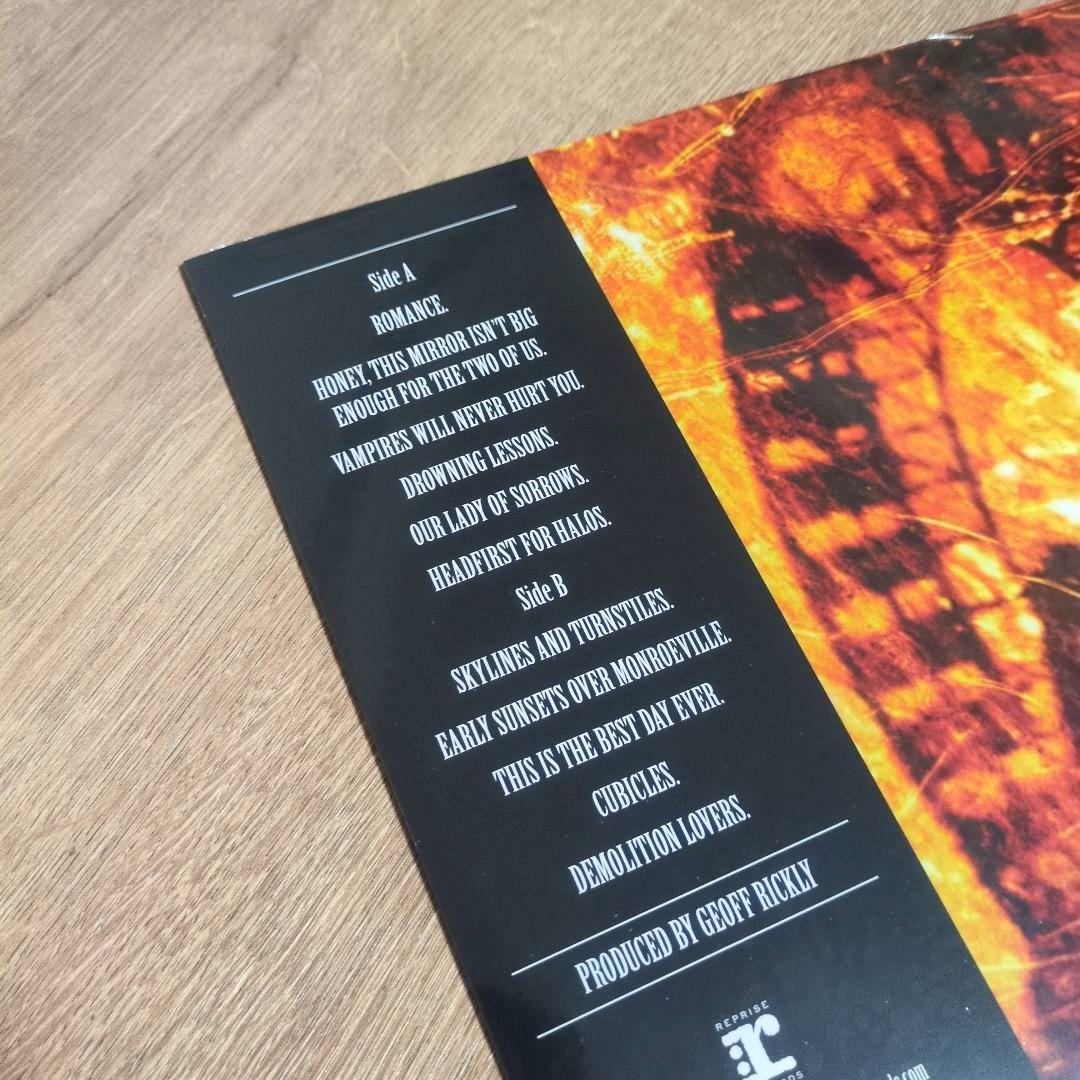 Side A
ROMANCE.
HONEY, THIS MIRROR ISN'T BIG
ENOUGH FOR THE TWO OF US.
VAMPIRES WILL NEVER HURT YOU.
DROWNING LESSONS.
OUR LADY OF SORROWS.
HEADFIRST FOR HALOS.
Side B
SKYLINES AND TURNSTILES.
EARLY SUNSETS OVER MONROEVILLE.
THIS IS THE BEST DAY EVER.
CUBICLES.
DEMOLITION LOVERS.
PRODUCED BY GEOFF RICKLY
REPRISE
r